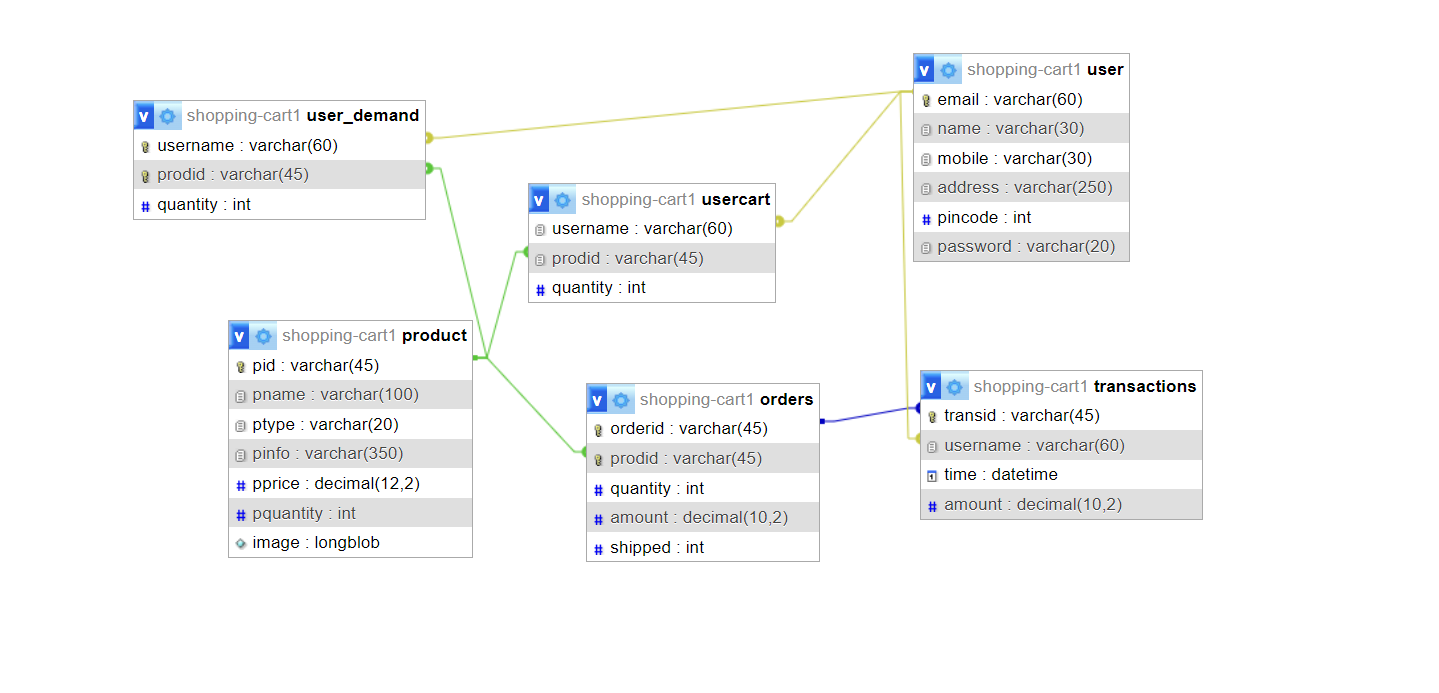 shopping-cart1 user_demand
username : varchar(60)
prodid : varchar(45)
# quantity : int
shopping-cart1 usercart
username : varchar(60)
prodid : varchar(45)
# quantity : int
shopping-cart1 user
email : varchar(60)
name : varchar(30)
mobile : varchar(30)
address : varchar(250)
# pincode : int
password : varchar(20)
shopping-cart1 product
pid : varchar(45)
pname : varchar(100)
ptype : varchar(20)
pinfo : varchar(350)
# pprice : decimal(12,2)
# pquantity : int
image : longblob
shopping-cart1 orders
orderid : varchar(45)
prodid : varchar(45)
# quantity : int
# amount : decimal(10,2)
# shipped : int
shopping-cart1 transactions
transid : varchar(45)
username : varchar(60)
time : datetime
# amount : decimal(10,2)